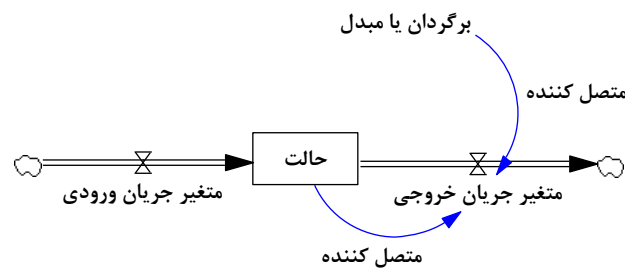 برگردان یا مبدل
متصل کننده
حالت
متغیر جریان ورودی
متغیر جریان خروجی
متصل کننده